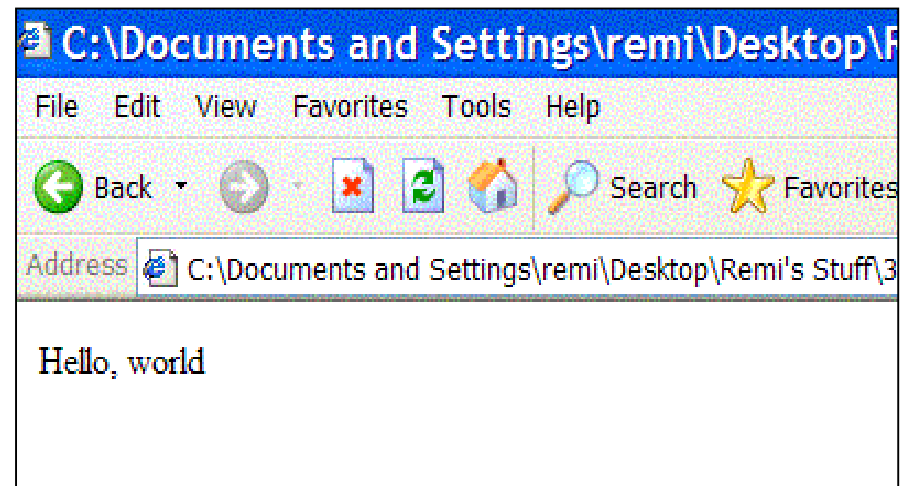 C:\Documents and Settings\remi\Desktop\R
File Edit View Favorites Tools Help
Back Search Favorites
Address C:\Documents and Settings\remi\Desktop\Remi's Stuff\3
Hello, world